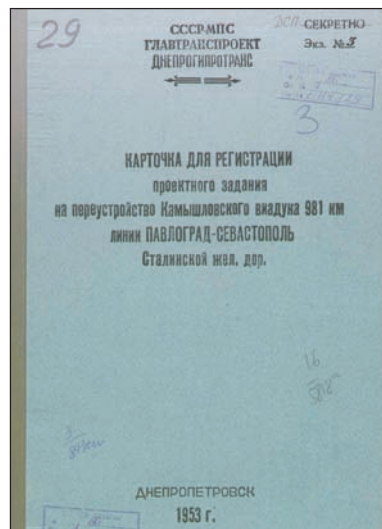 29
СССР-МПС
ГЛАВТРАНСПРОЕКТ
ДНЕПРОГИПРОТРАНС
ДСП СЕКРЕТНО
Экз. №3
3
КАРТОЧКА ДЛЯ РЕГИСТРАЦИИ
проектного задания
на переустройство Камышловского виадука 981 км
линии ПАВЛОГРАД-СЕВАСТОПОЛЬ
Сталинской жел. дор.
16
ДНЕПРОПЕТРОВСК
1953 г.